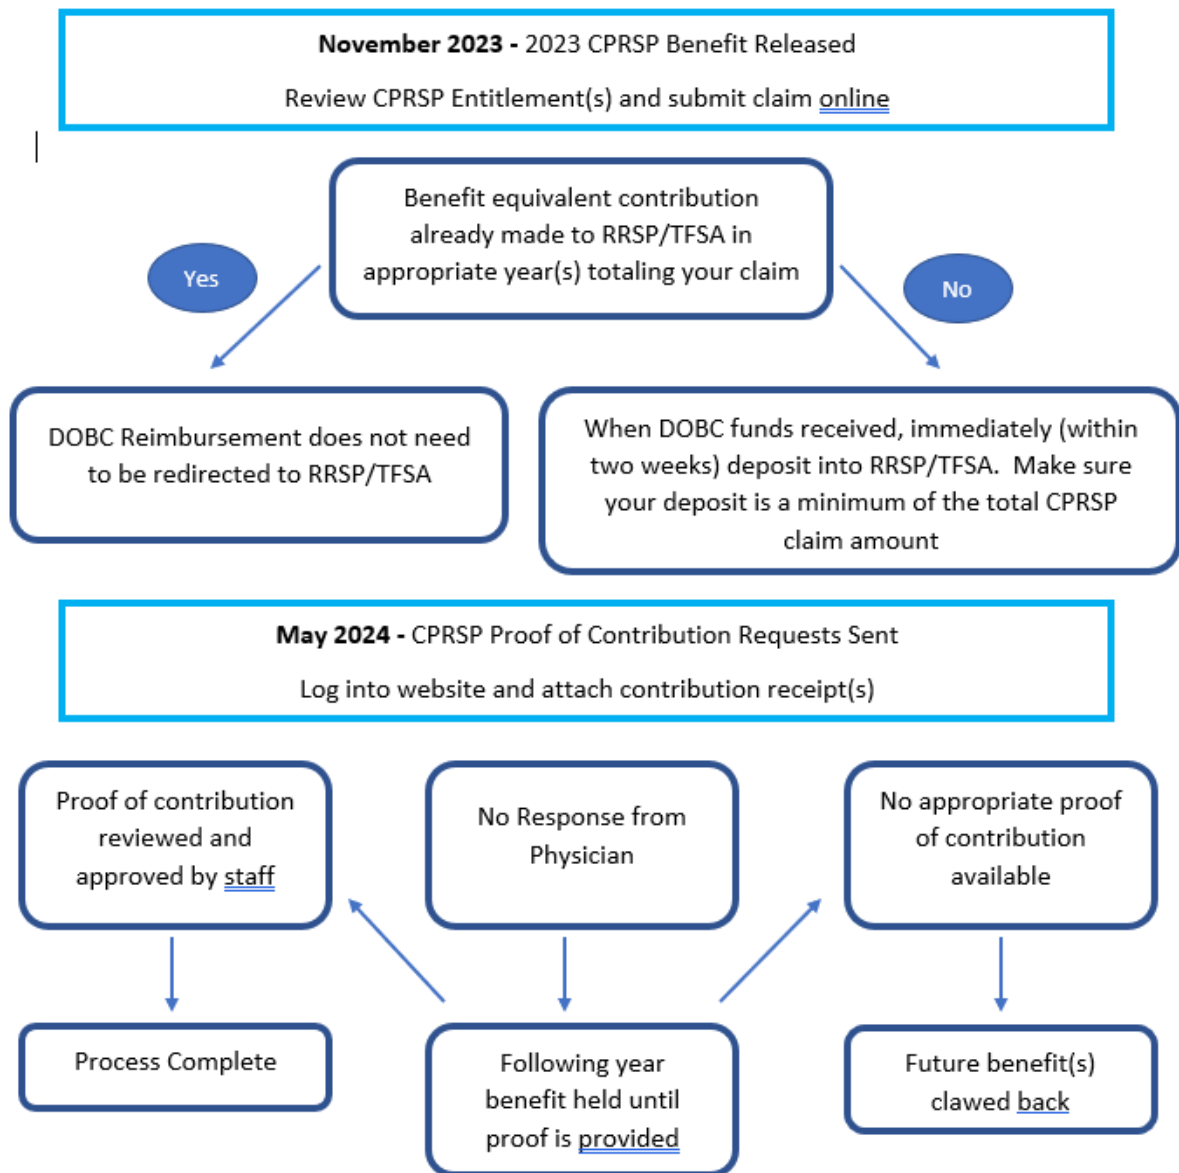 November 2023 - 2023 CPRSP Benefit Released
Review CPRSP Entitlement(s) and submit claim online
Benefit equivalent contribution
already made to RRSP/TFSA in
appropriate year(s) totaling your claim
Yes
No
DOBC Reimbursement does not need
to be redirected to RRSP/TFSA
When DOBC funds received, immediately (within
two weeks) deposit into RRSP/TFSA.  Make sure
your deposit is a minimum of the total CPRSP
claim amount
May 2024 - CPRSP Proof of Contribution Requests Sent
Log into website and attach contribution receipt(s)
Proof of contribution
reviewed and
approved by staff
No Response from
Physician
No appropriate proof
of contribution
available
Process Complete
Following year
benefit held until
proof is provided
Future benefit(s)
clawed back